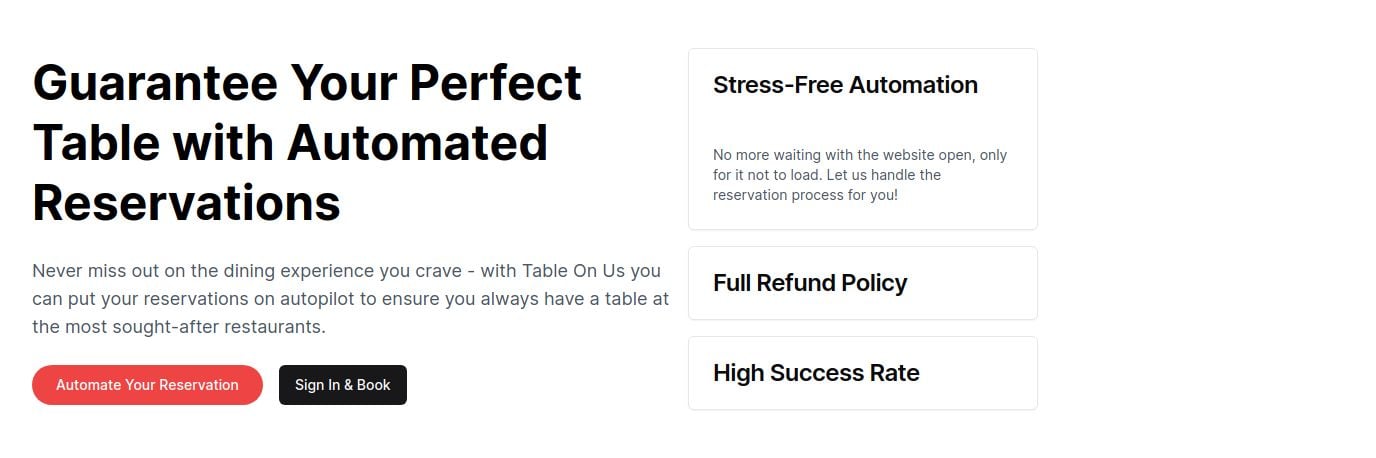 Guarantee Your Perfect
Table with Automated
Reservations
Never miss out on the dining experience you crave - with Table On Us you
can put your reservations on autopilot to ensure you always have a table at
the most sought-after restaurants.
Automate Your Reservation
Sign In & Book
Stress-Free Automation
No more waiting with the website open, only
for it not to load. Let us handle the
reservation process for you!
Full Refund Policy
High Success Rate